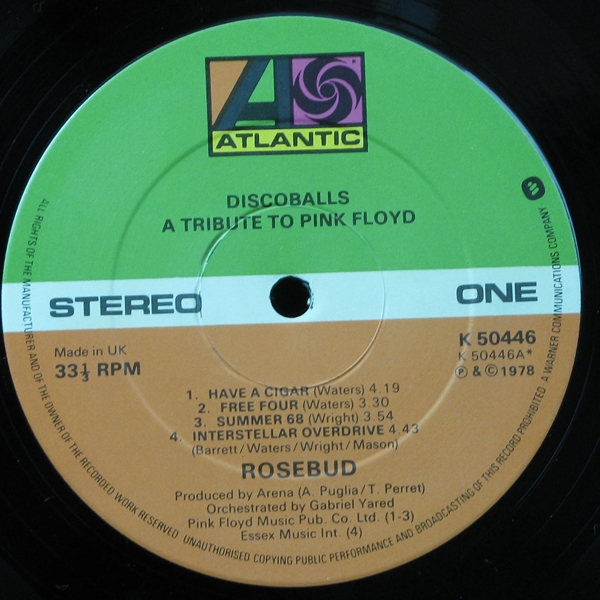 ATLANTIC
DISCOBALLS
A TRIBUTE TO PINK FLOYD
STEREO
ONE
Made in UK
33⅓ RPM
K 50446
K 50446A*
℗ & © 1978
1. HAVE A CIGAR (Waters) 4.19
2. FREE FOUR (Waters) 3.30
3. SUMMER 68 (Wright) 3.54
4. INTERSTELLAR OVERDRIVE 4.43
(Barrett/Waters/Wright/Mason)
ROSEBUD
Produced by Arena (A. Puglia/T. Perret)
Orchestrated by Gabriel Yared
Pink Floyd Music Pub. Co. Ltd. (1-3)
Essex Music Int. (4)
ALL RIGHTS OF THE MANUFACTURER AND OF THE OWNER OF THE RECORDED WORK RESERVED. UNAUTHORISED COPYING PUBLIC PERFORMANCE AND BROADCASTING OF THIS RECORD PROHIBITED. A WARNER COMMUNICATIONS COMPANY